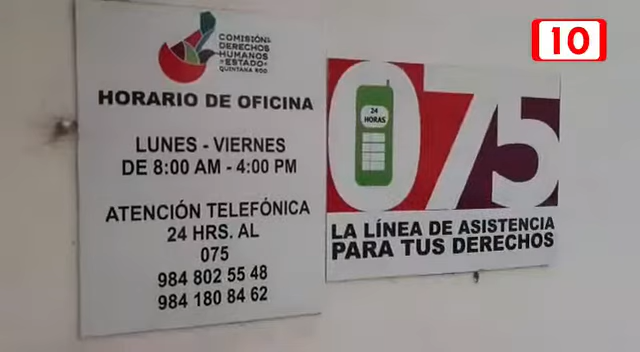 COMISIÓN DE
DERECHOS
HUMANOS
ESTADO
QUINTANA ROO
HORARIO DE OFICINA
LUNES - VIERNES
DE 8:00 AM - 4:00 PM
ATENCIÓN TELEFÓNICA
24 HRS. AL
075
984 802 55 48
984 180 84 62
075
24
HORAS
LA LÍNEA DE ASISTENCIA
PARA TUS DERECHOS
10